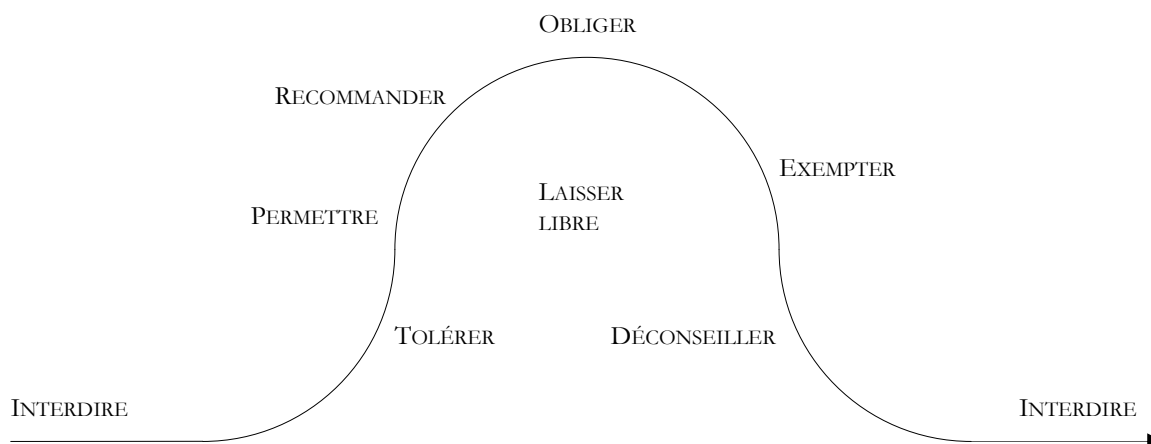 OBLIGER
RECOMMANDER
EXEMPTER
LAISSER
LIBRE
PERMETTRE
TOLÉRER
DÉCONSEILLER
INTERDIRE
INTERDIRE